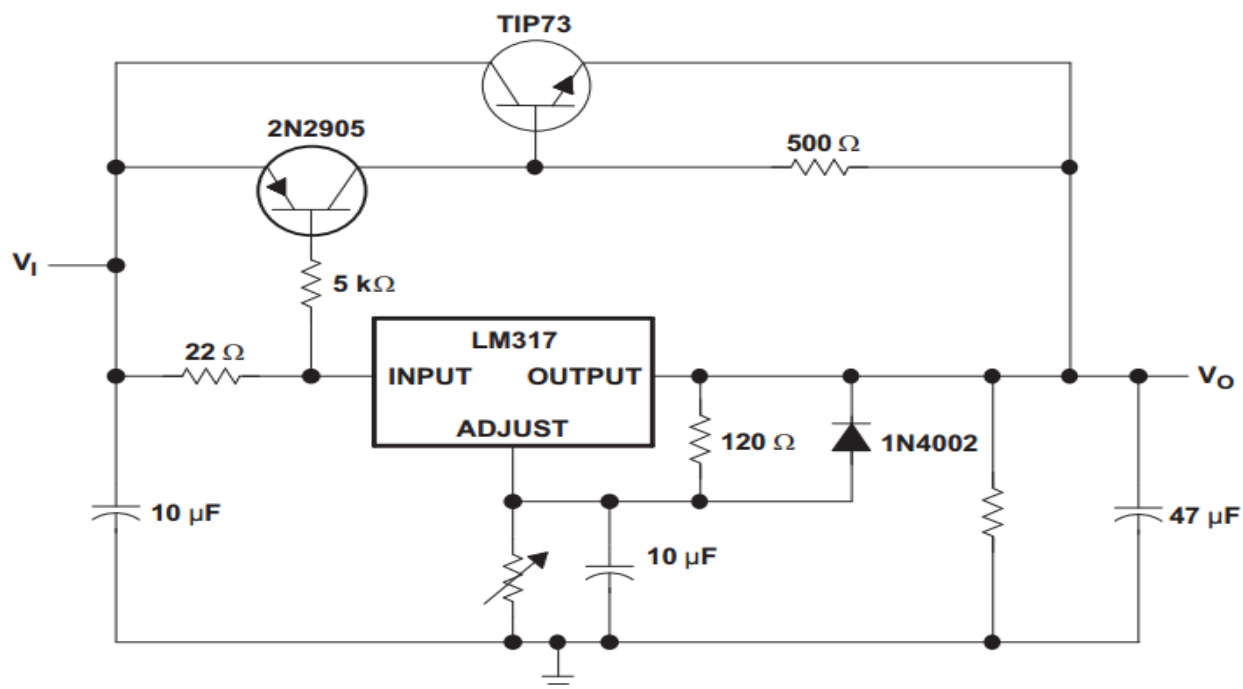 TIP73
2N2905
500 Ω
VI
5 kΩ
LM317
22 Ω
INPUT OUTPUT
VO
ADJUST
120 Ω
1N4002
10 µF
47 µF
10 µF